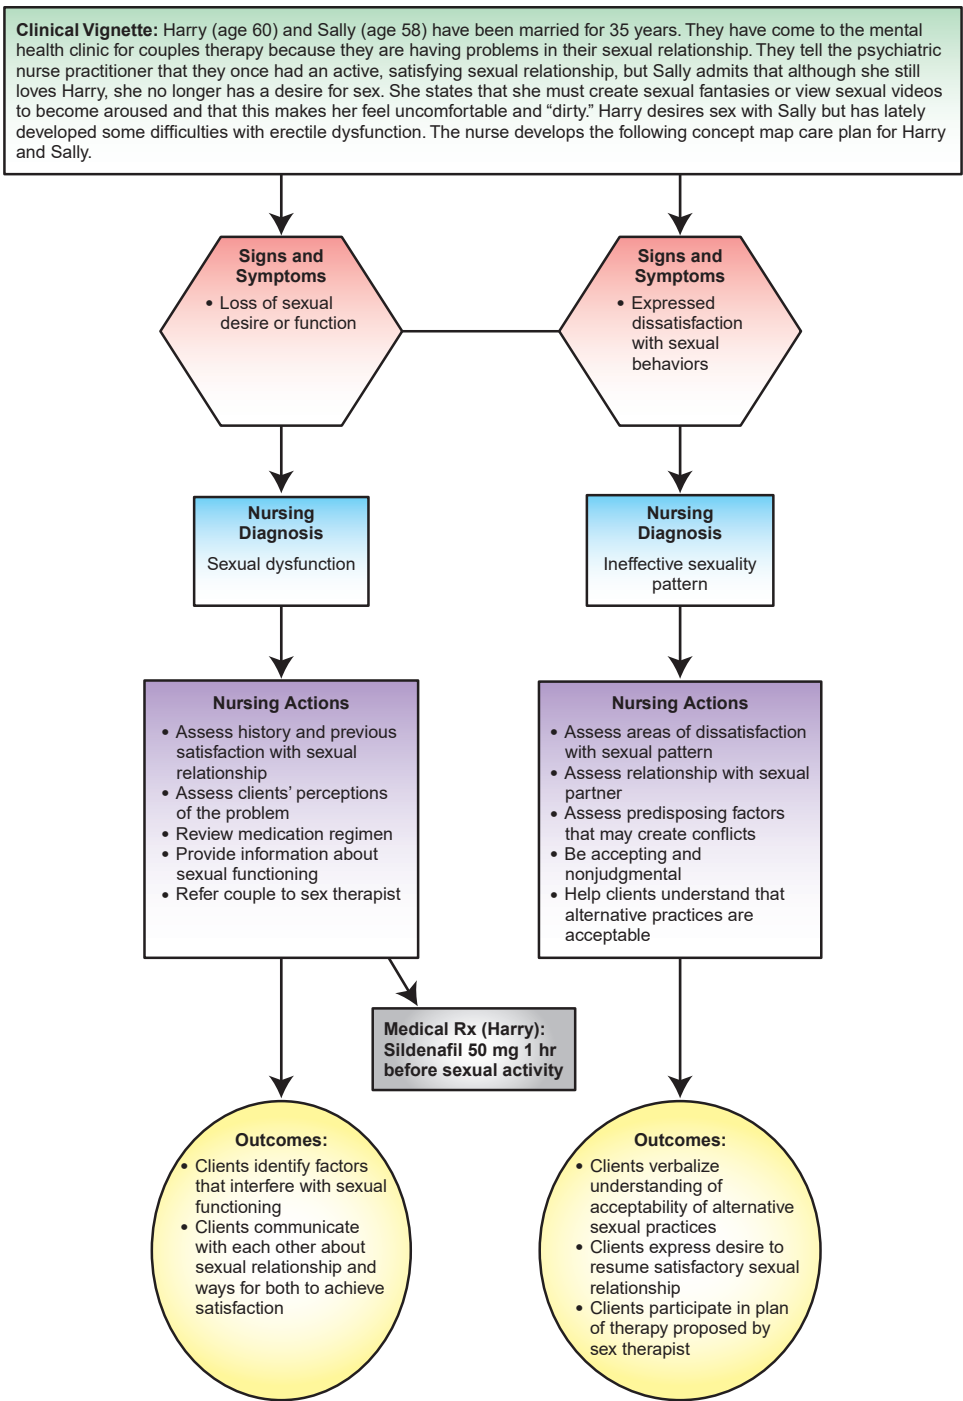 Clinical Vignette: Harry (age 60) and Sally (age 58) have been married for 35 years. They have come to the mental
health clinic for couples therapy because they are having problems in their sexual relationship. They tell the psychiatric
nurse practitioner that they once had an active, satisfying sexual relationship, but Sally admits that although she still
loves Harry, she no longer has a desire for sex. She states that she must create sexual fantasies or view sexual videos
to become aroused and that this makes her feel uncomfortable and “dirty.” Harry desires sex with Sally but has lately
developed some difficulties with erectile dysfunction. The nurse develops the following concept map care plan for Harry
and Sally.
Signs and
Symptoms
• Loss of sexual
desire or function
Signs and
Symptoms
• Expressed
dissatisfaction
with sexual
behaviors
Nursing
Diagnosis
Sexual dysfunction
Nursing
Diagnosis
Ineffective sexuality
pattern
Nursing Actions
• Assess history and previous
satisfaction with sexual
relationship
• Assess clients’ perceptions
of the problem
• Review medication regimen
• Provide information about
sexual functioning
• Refer couple to sex therapist
Nursing Actions
• Assess areas of dissatisfaction
with sexual pattern
• Assess relationship with sexual
partner
• Assess predisposing factors
that may create conflicts
• Be accepting and
nonjudgmental
• Help clients understand that
alternative practices are
acceptable
Medical Rx (Harry):
Sildenafil 50 mg 1 hr
before sexual activity
Outcomes:
• Clients identify factors
that interfere with sexual
functioning
• Clients communicate
with each other about
sexual relationship and
ways for both to achieve
satisfaction
Outcomes:
• Clients verbalize
understanding of
acceptability of alternative
sexual practices
• Clients express desire to
resume satisfactory sexual
relationship
• Clients participate in plan
of therapy proposed by
sex therapist